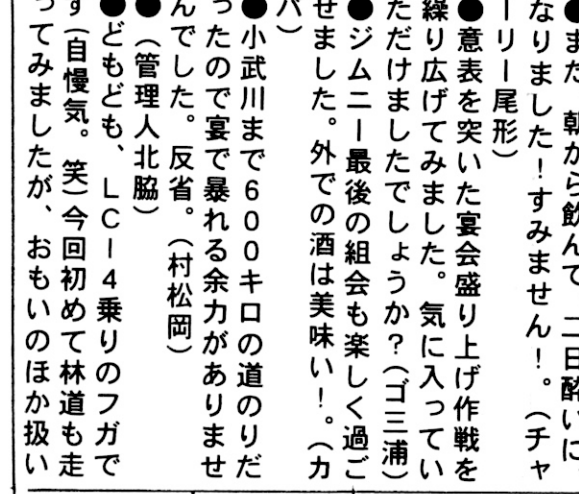 ●また、朝から飲んで、二日酔いに
なりました！すみません！。（チャ
ーリー尾形）
●意表を突いた宴会盛り上げ作戦を
繰り広げてみました。気に入ってい
ただけましたでしょうか？（ゴ三浦）
●ジムニー最後の組会も楽しく過ご
せました。外での酒は美味い！。（カ
バ）
●小武川まで６００キロの道のりだ
ったので宴で暴れる余力がありませ
んでした。反省。（村松岡）
●（管理人北脇）
●どもども、ＬＣ－４乗りのフガで
す（自慢気。笑）今回初めて林道も走
ってみましたが、おもいのほか扱い